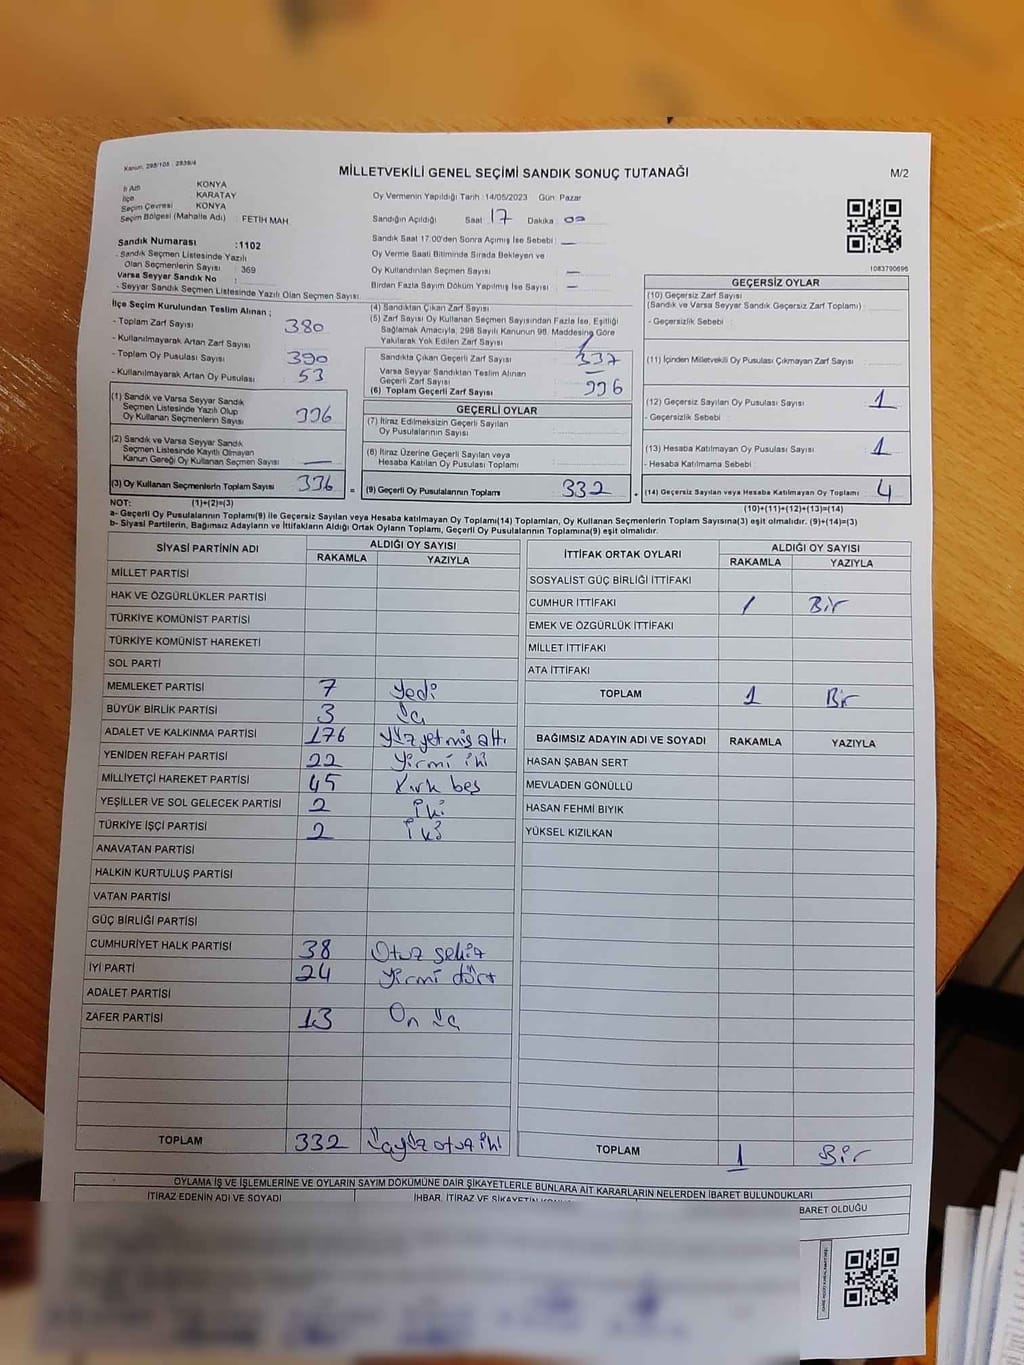 Kanun: 298/105 - 2839/4
MİLLETVEKİLİ GENEL SEÇİMİ SANDIK SONUÇ TUTANAĞI
M/2
İl Adı KONYA
İlçe KARATAY
Seçim Çevresi KONYA
Seçim Bölgesi (Mahalle Adı) : FETİH MAH.
Oy Vermenin Yapıldığı Tarih : 14/05/2023 Gün: Pazar
Sandığın Açıldığı Saat 17 Dakika : 00
Sandık Saat 17:00'den Sonra Açımış İse Sebebi : —
Oy Verme Saati Bitiminde Sırada Bekleyen ve
Oy Kullandırılan Seçmen Sayısı : —
Birden Fazla Sayım Döküm Yapılmış İse Sayısı : —
1083790696
Sandık Numarası :1102
- Sandık Seçmen Listesinde Yazılı
Olan Seçmenlerin Sayısı : 369
Varsa Seyyar Sandık No :
- Seyyar Sandık Seçmen Listesinde Yazılı Olan Seçmen Sayısı:
İlçe Seçim Kurulundan Teslim Alınan ;
- Toplam Zarf Sayısı 380
- Kullanılmayarak Artan Zarf Sayısı
- Toplam Oy Pusulası Sayısı 390
- Kullanılmayarak Artan Oy Pusulası 53
(1) Sandık ve Varsa Seyyar Sandık
Seçmen Listesinde Yazılı Olup
Oy Kullanan Seçmenlerin Sayısı 336
(2) Sandık ve Varsa Seyyar Sandık
Seçmen Listesinde Kayıtlı Olmayan
Kanun Gereği Oy Kullanan Seçmen Sayısı —
(3) Oy Kullanan Seçmenlerin Toplam Sayısı 336
(1)+(2)=(3)
(4) Sandıktan Çıkan Zarf Sayısı
(5) Zarf Sayısı Oy Kullanan Seçmen Sayısından Fazla İse, Eşitliği
Sağlamak Amacıyla, 298 Sayılı Kanunun 98. Maddesine Göre
Yakılarak Yok Edilen Zarf Sayısı 1
Sandıkta Çıkan Geçerli Zarf Sayısı 337
Varsa Seyyar Sandıktan Teslim Alınan
Geçerli Zarf Sayısı —
(6) Toplam Geçerli Zarf Sayısı 336
GEÇERLİ OYLAR
(7) İtiraz Edilmeksizin Geçerli Sayılan
Oy Pusulalarının Sayısı
(8) İtiraz Üzerine Geçerli Sayılan veya
Hesaba Katılan Oy Pusulası Toplamı
(9) Geçerli Oy Pusulalarının Toplamı 332
GEÇERSİZ OYLAR
(10) Geçersiz Zarf Sayısı
(Sandık ve Varsa Seyyar Sandık Geçersiz Zarf Toplamı) :
- Geçersizlik Sebebi :
(11) İçinden Milletvekili Oy Pusulası Çıkmayan Zarf Sayısı
(12) Geçersiz Sayılan Oy Pusulası Sayısı 1
- Geçersizlik Sebebi :
(13) Hesaba Katılmayan Oy Pusulası Sayısı 1
- Hesaba Katılmama Sebebi
(14) Geçersiz Sayılan veya Hesaba Katılmayan Oy Toplamı 4
(10)+(11)+(12)+(13)=(14)
NOT:
a- Geçerli Oy Pusulalarının Toplamı(9) ile Geçersiz Sayılan veya Hesaba katılmayan Oy Toplamı(14) Toplamları, Oy Kullanan Seçmenlerin Toplam Sayısına(3) eşit olmalıdır. (9)+(14)=(3)
b- Siyasi Partilerin, Bağımsız Adayların ve İttifakların Aldığı Ortak Oyların Toplamı, Geçerli Oy Pusulalarının Toplamına(9) eşit olmalıdır.
SİYASİ PARTİNİN ADI ALDIĞI OY SAYISI
RAKAMLA YAZIYLA
MİLLET PARTİSİ
HAK VE ÖZGÜRLÜKLER PARTİSİ
TÜRKİYE KOMÜNİST PARTİSİ
TÜRKİYE KOMÜNİST HAREKETİ
SOL PARTİ
MEMLEKET PARTİSİ 7 Yedi
BÜYÜK BİRLİK PARTİSİ 3 Üç
ADALET VE KALKINMA PARTİSİ 176 Yüz yetmiş altı
YENİDEN REFAH PARTİSİ 22 Yirmi iki
MİLLİYETÇİ HAREKET PARTİSİ 45 Kırk beş
YEŞİLLER VE SOL GELECEK PARTİSİ 2 İki
TÜRKİYE İŞÇİ PARTİSİ 2 İki
ANAVATAN PARTİSİ
HALKIN KURTULUŞ PARTİSİ
VATAN PARTİSİ
GÜÇ BİRLİĞİ PARTİSİ
CUMHURİYET HALK PARTİSİ 38 Otuz sekiz
İYİ PARTİ 24 Yirmi dört
ADALET PARTİSİ
ZAFER PARTİSİ 13 On üç
TOPLAM 332 Üçyüz otuz iki
İTTİFAK ORTAK OYLARI ALDIĞI OY SAYISI
RAKAMLA YAZIYLA
SOSYALİST GÜÇ BİRLİĞİ İTTİFAKI
CUMHUR İTTİFAKI 1 Bir
EMEK VE ÖZGÜRLÜK İTTİFAKI
MİLLET İTTİFAKI
ATA İTTİFAKI
TOPLAM 1 Bir
BAĞIMSIZ ADAYIN ADI VE SOYADI RAKAMLA YAZIYLA
HASAN ŞABAN SERT
MEVLADEN GÖNÜLLÜ
HASAN FEHMİ BIYIK
YÜKSEL KIZILKAN
TOPLAM 1 Bir
OYLAMA İŞ VE İŞLEMLERİNE VE OYLARIN SAYIM DÖKÜMÜNE DAİR ŞİKAYETLERLE BUNLARA AİT KARARLARIN NELERDEN İBARET BULUNDUKLARI
İTİRAZ EDENİN ADI VE SOYADI İHBAR, İTİRAZ VE ŞİKAYETİN BARET OLDUĞU